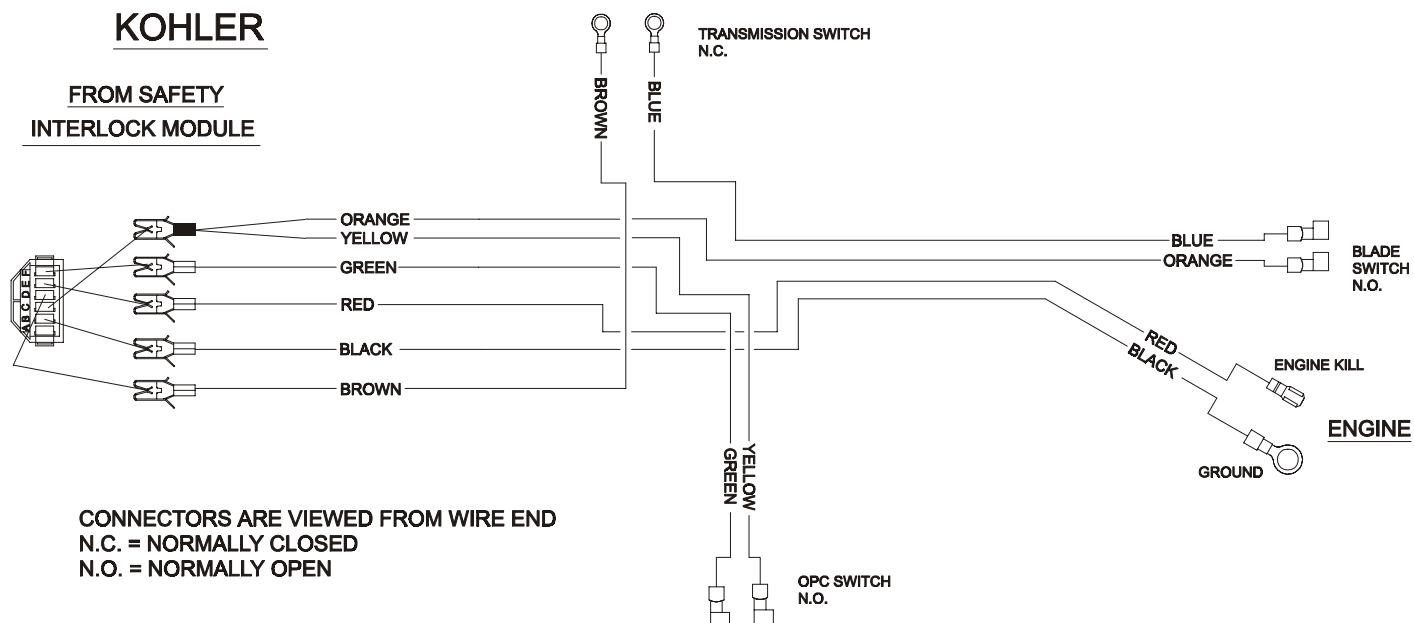 KOHLER
FROM SAFETY
INTERLOCK MODULE
TRANSMISSION SWITCH
N.C.
BROWN
BLUE
ORANGE
YELLOW
GREEN
RED
BLACK
BROWN
A B C D E F
BLUE
ORANGE
BLADE
SWITCH
N.O.
RED
BLACK
ENGINE KILL
ENGINE
GROUND
YELLOW
GREEN
CONNECTORS ARE VIEWED FROM WIRE END
N.C. = NORMALLY CLOSED
N.O. = NORMALLY OPEN
OPC SWITCH
N.O.